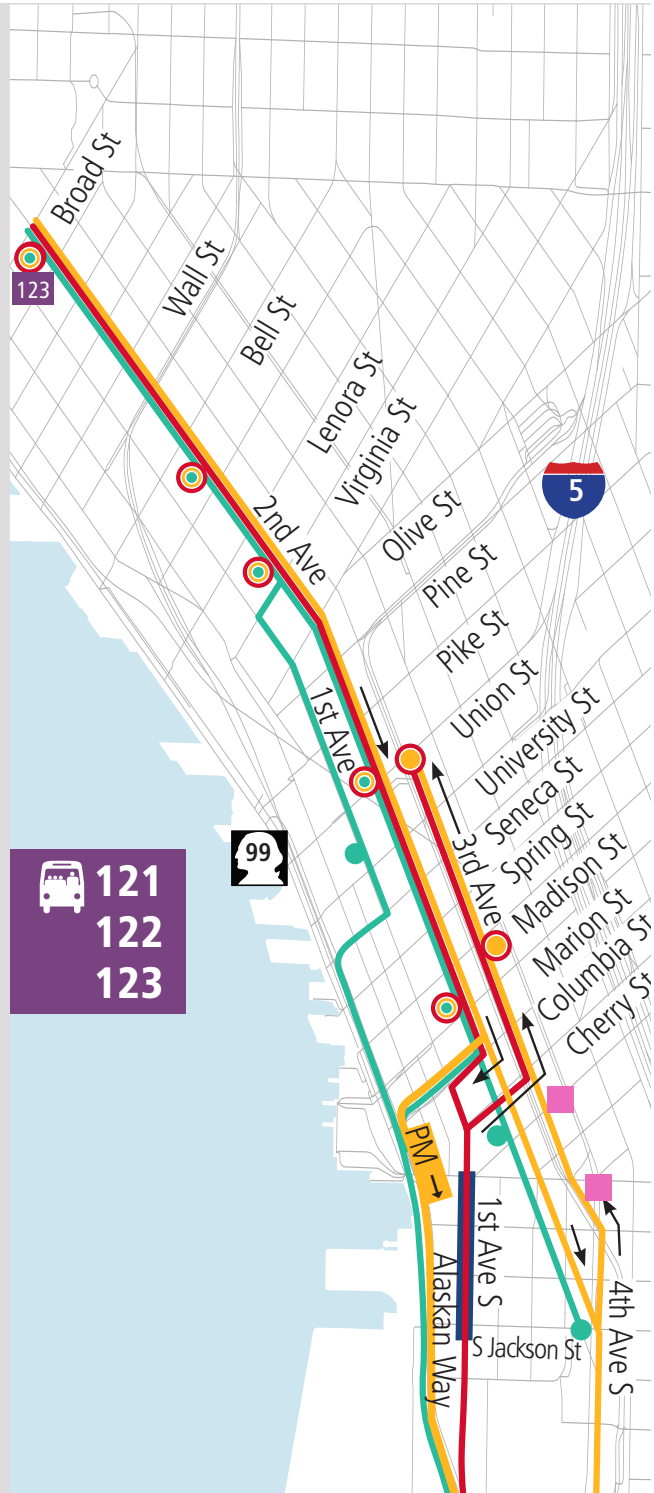 Broad St
123
Wall St
Bell St
Lenora St
Virginia St
2nd Ave
Olive St
5
Pine St
Pike St
Union St
1st Ave
University St
Seneca St
99
3rd Ave
Spring St
Madison St
121
122
123
Marion St
Columbia St
Cherry St
PM
1st Ave S
Alaskan Way
4th Ave S
S Jackson St